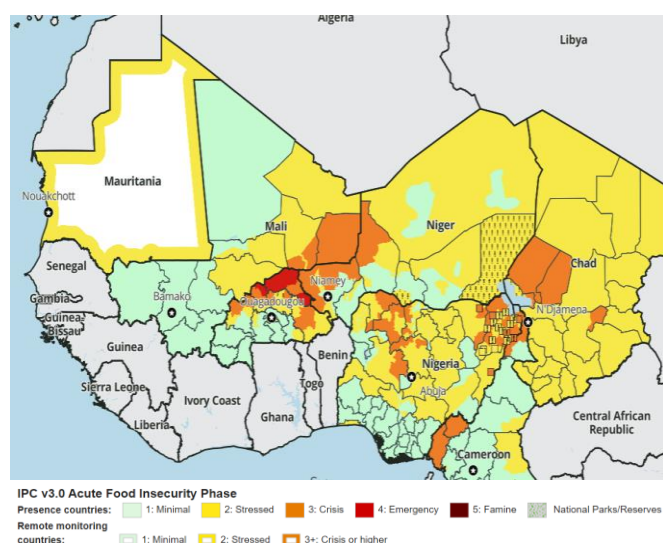 Algeria
Libya
Mauritania
Nouakchott
Mali
Niger
Chad
Senegal
Gambia
Guinea-
Bissau
Bamako
Ouagadougou
Niamey
N'Djamena
Guinea
Benin
Nigeria
Sierra Leone
Ivory Coast
Togo
Ghana
Abuja
Liberia
Central African
Republic
Cameroon
IPC v3.0 Acute Food Insecurity Phase
Presence countries: 1: Minimal 2: Stressed 3: Crisis 4: Emergency 5: Famine National Parks/Reserves
Remote monitoring
countries: 1: Minimal 2: Stressed 3+: Crisis or higher